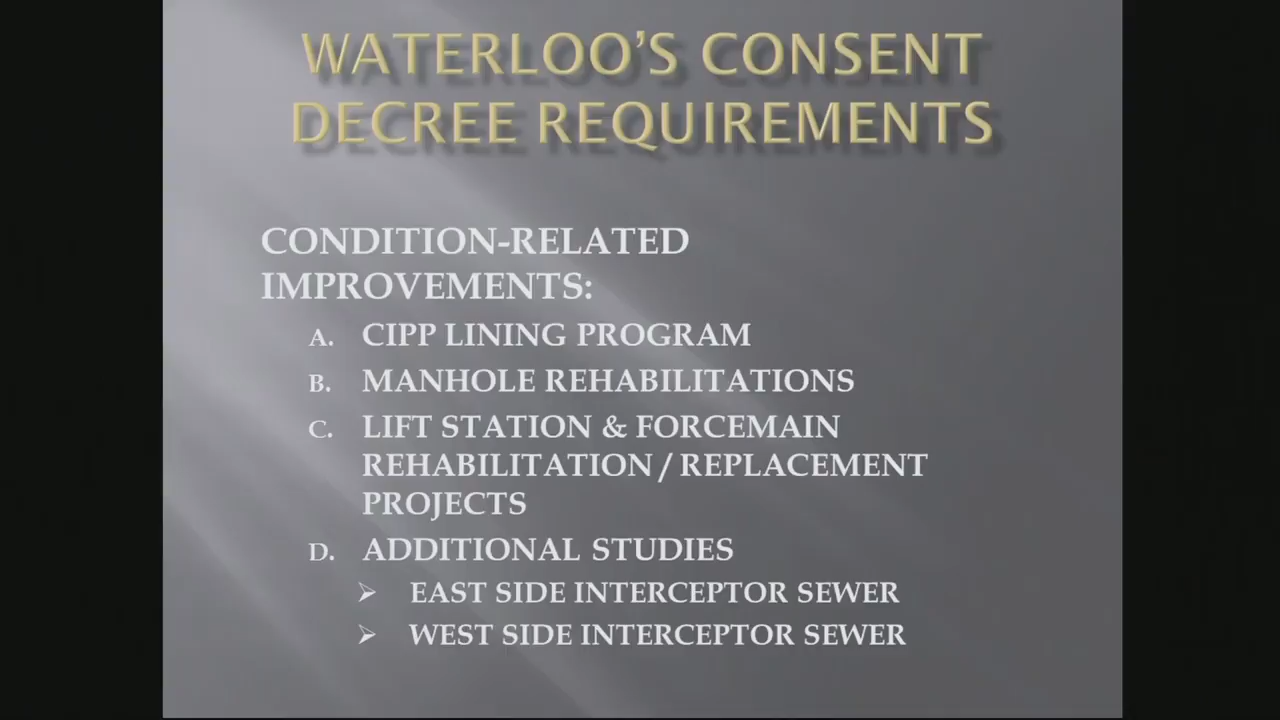 WATERLOO'S CONSENT
DECREE REQUIREMENTS
CONDITION-RELATED
IMPROVEMENTS:
A. CIPP LINING PROGRAM
B. MANHOLE REHABILITATIONS
C. LIFT STATION & FORCEMAIN
REHABILITATION / REPLACEMENT
PROJECTS
D. ADDITIONAL STUDIES
➢ EAST SIDE INTERCEPTOR SEWER
➢ WEST SIDE INTERCEPTOR SEWER